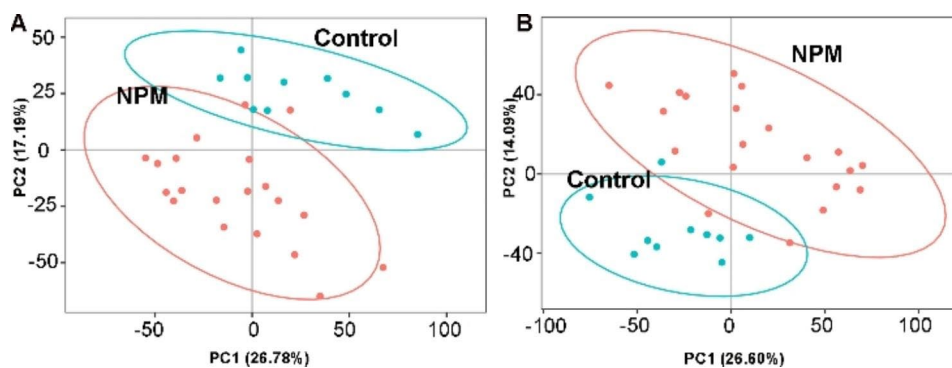 A
50
25
0
-25
-50
PC2 (17.19%)
Control
NPM
-50
0
50
100
PC1 (26.78%)
B
40
0
-40
PC2 (14.09%)
NPM
Control
-100
-50
0
50
100
PC1 (26.60%)